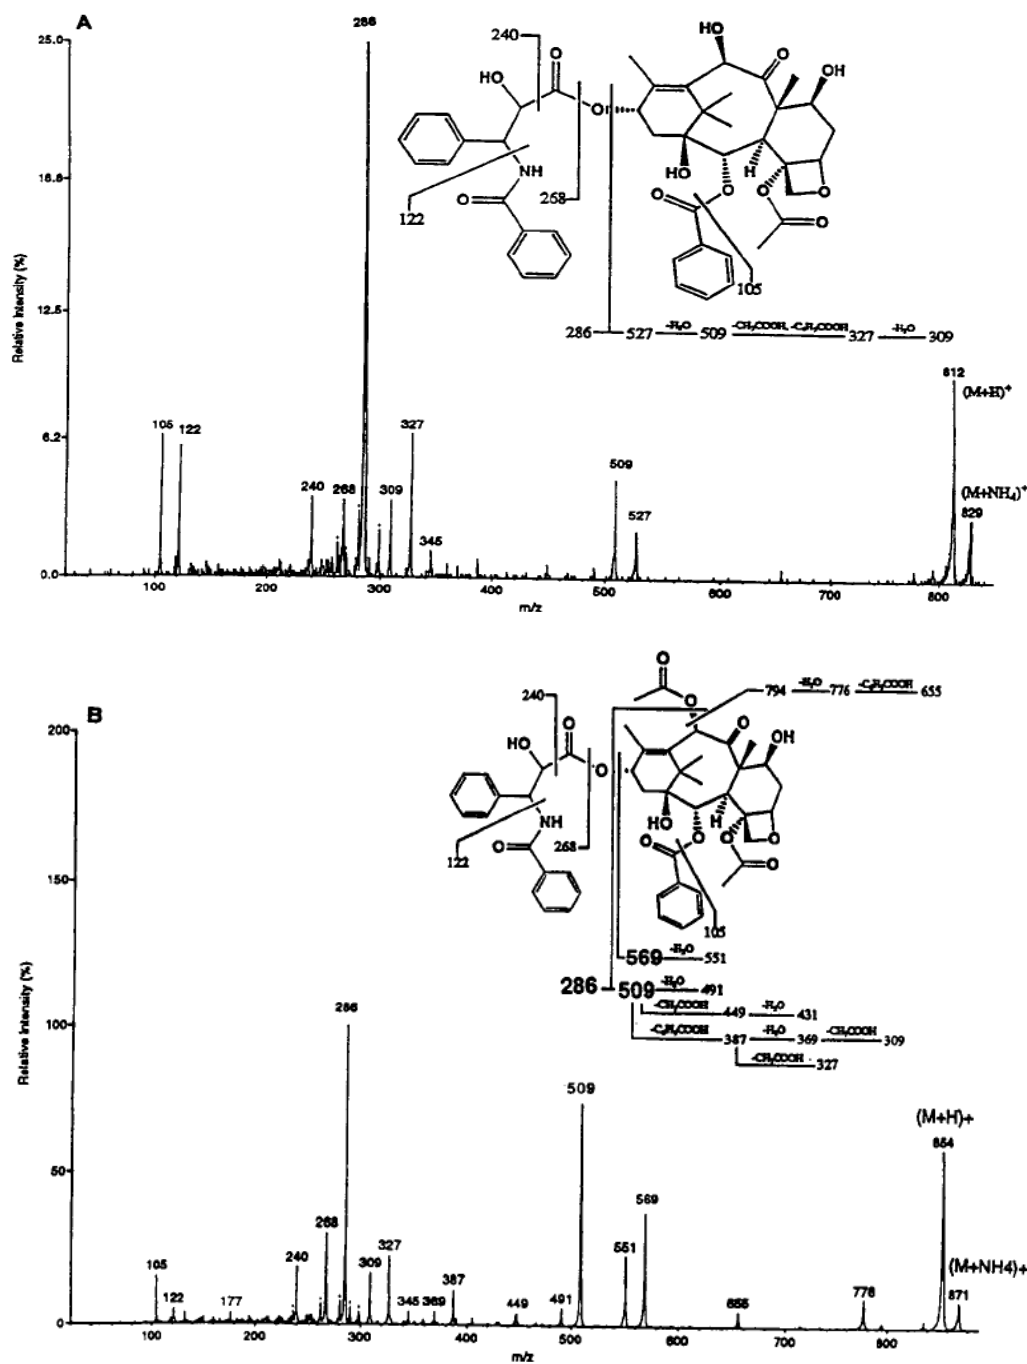 A
286
25.0
18.8
12.5
6.2
0.0
Relative Intensity (%)
240
O
HO
O
NH
O
122
268
HO
O
OH
HO
O
H
O
O
O
O
105
286 527 -H₂O 509 -CH₃COOH, -C₆H₅COOH 327 -H₂O 309
812
(M+H)⁺
(M+NH₄)⁺
829
105
122
240
268
309
327
345
509
527
100 200 300 400 500 600 700 800
m/z
B
O
O
794 -H₂O 776 -C₆H₅COOH 655
240
O
HO
O
NH
O
122
268
O
OH
HO
O
H
O
O
O
O
105
569 -H₂O 551
286 509 -H₂O 491
-CH₃COOH 449 -H₂O 431
-C₆H₅COOH 387 -H₂O 369 -CH₃COOH 309
-CH₃COOH 327
200
150
100
50
0
Relative Intensity (%)
286
509
(M+H)+
854
569
551
(M+NH4)+
871
105
122
177
240
268
309
327
345
369
387
449
491
776
100 200 300 400 500 600 700 800
m/z